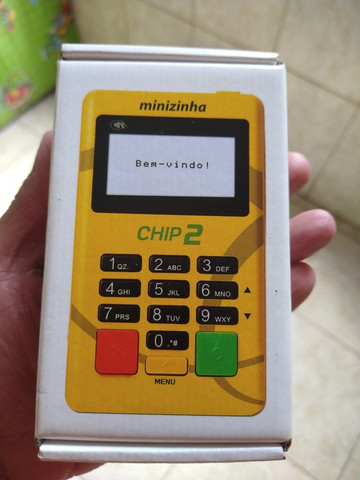 minizinha
Bem-vindo!
CHIP 2
1 QZ 2 ABC 3 DEF
4 GHI 5 JKL 6 MNO
7 PRS 8 TUV 9 WXY
0 ,*#
MENU